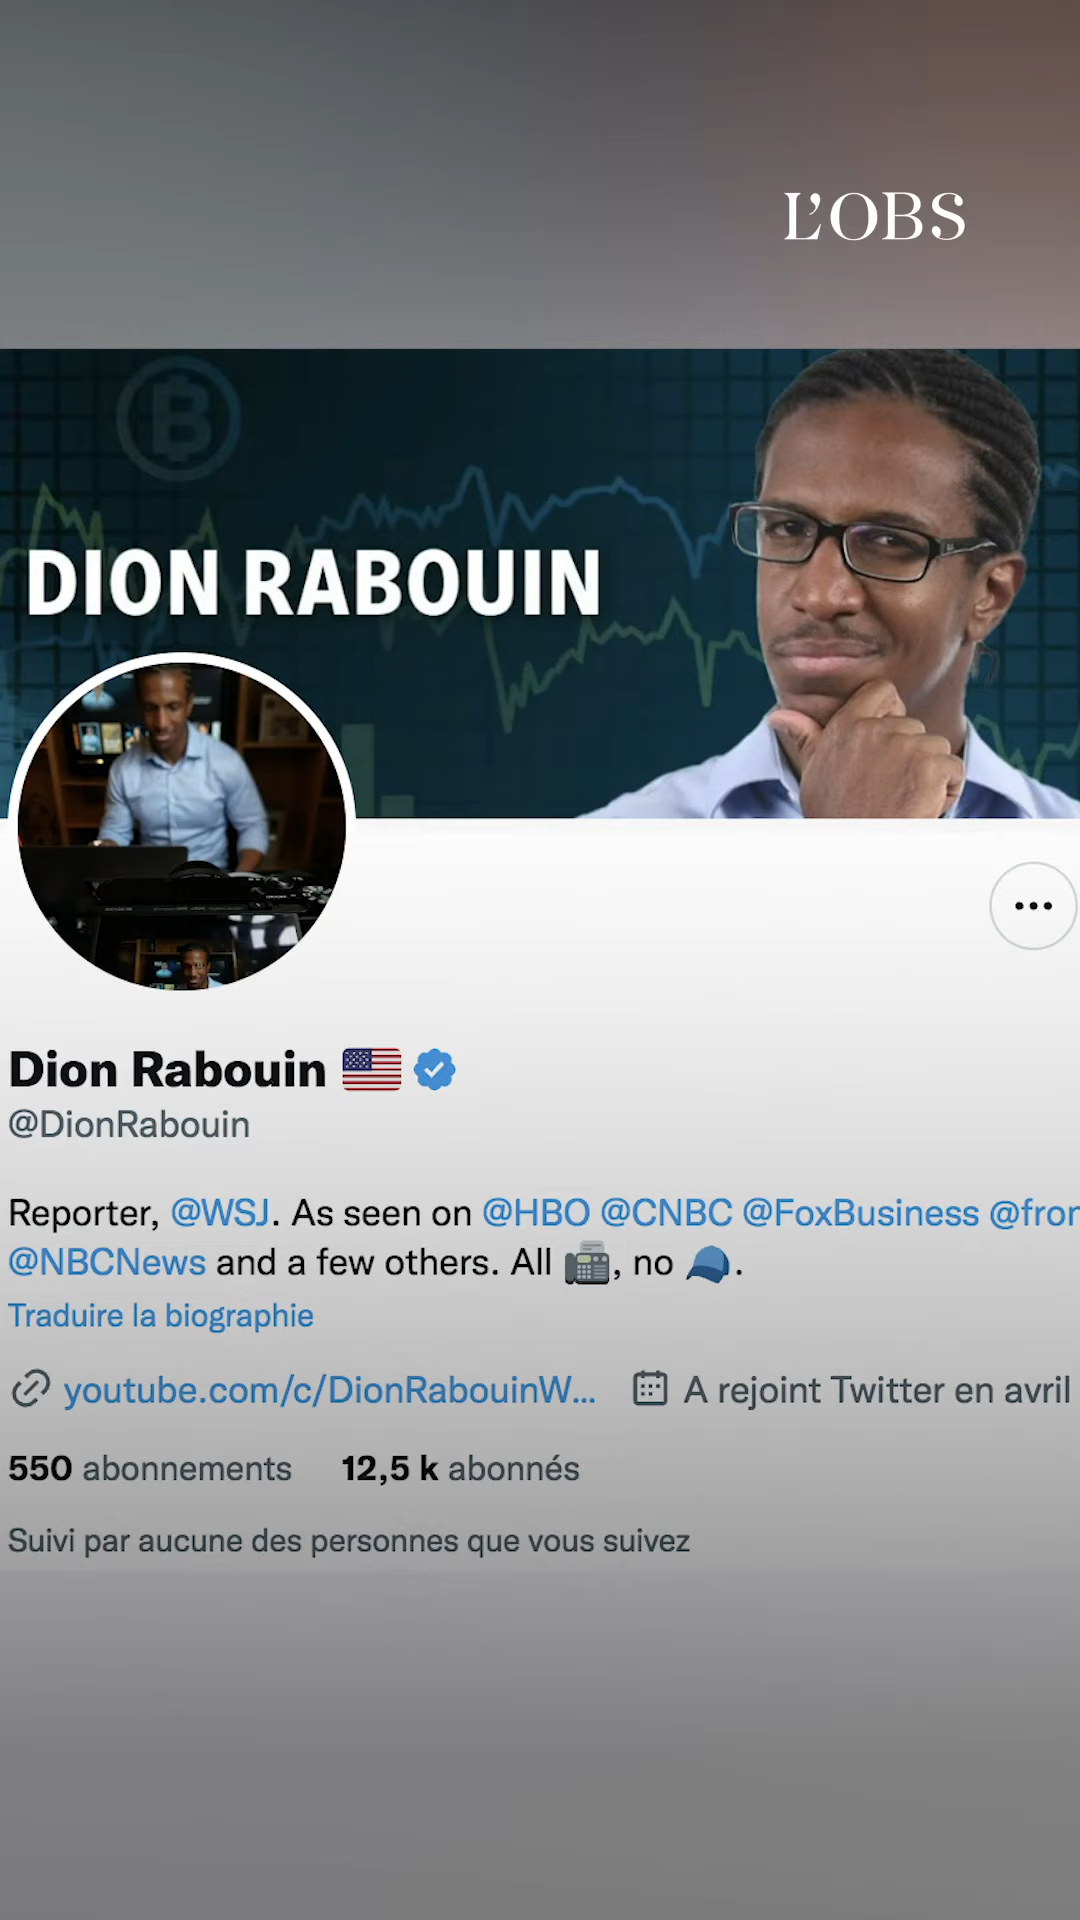 L'OBS
DION RABOUIN
Dion Rabouin
@DionRabouin
Reporter, @WSJ. As seen on @HBO @CNBC @FoxBusiness
@NBCNews and a few others. All 📠, no 🧢.
Traduire la biographie
youtube.com/c/DionRabouinW... A rejoint Twitter en avril
550 abonnements 12,5 k abonnés
Suivi par aucune des personnes que vous suivez